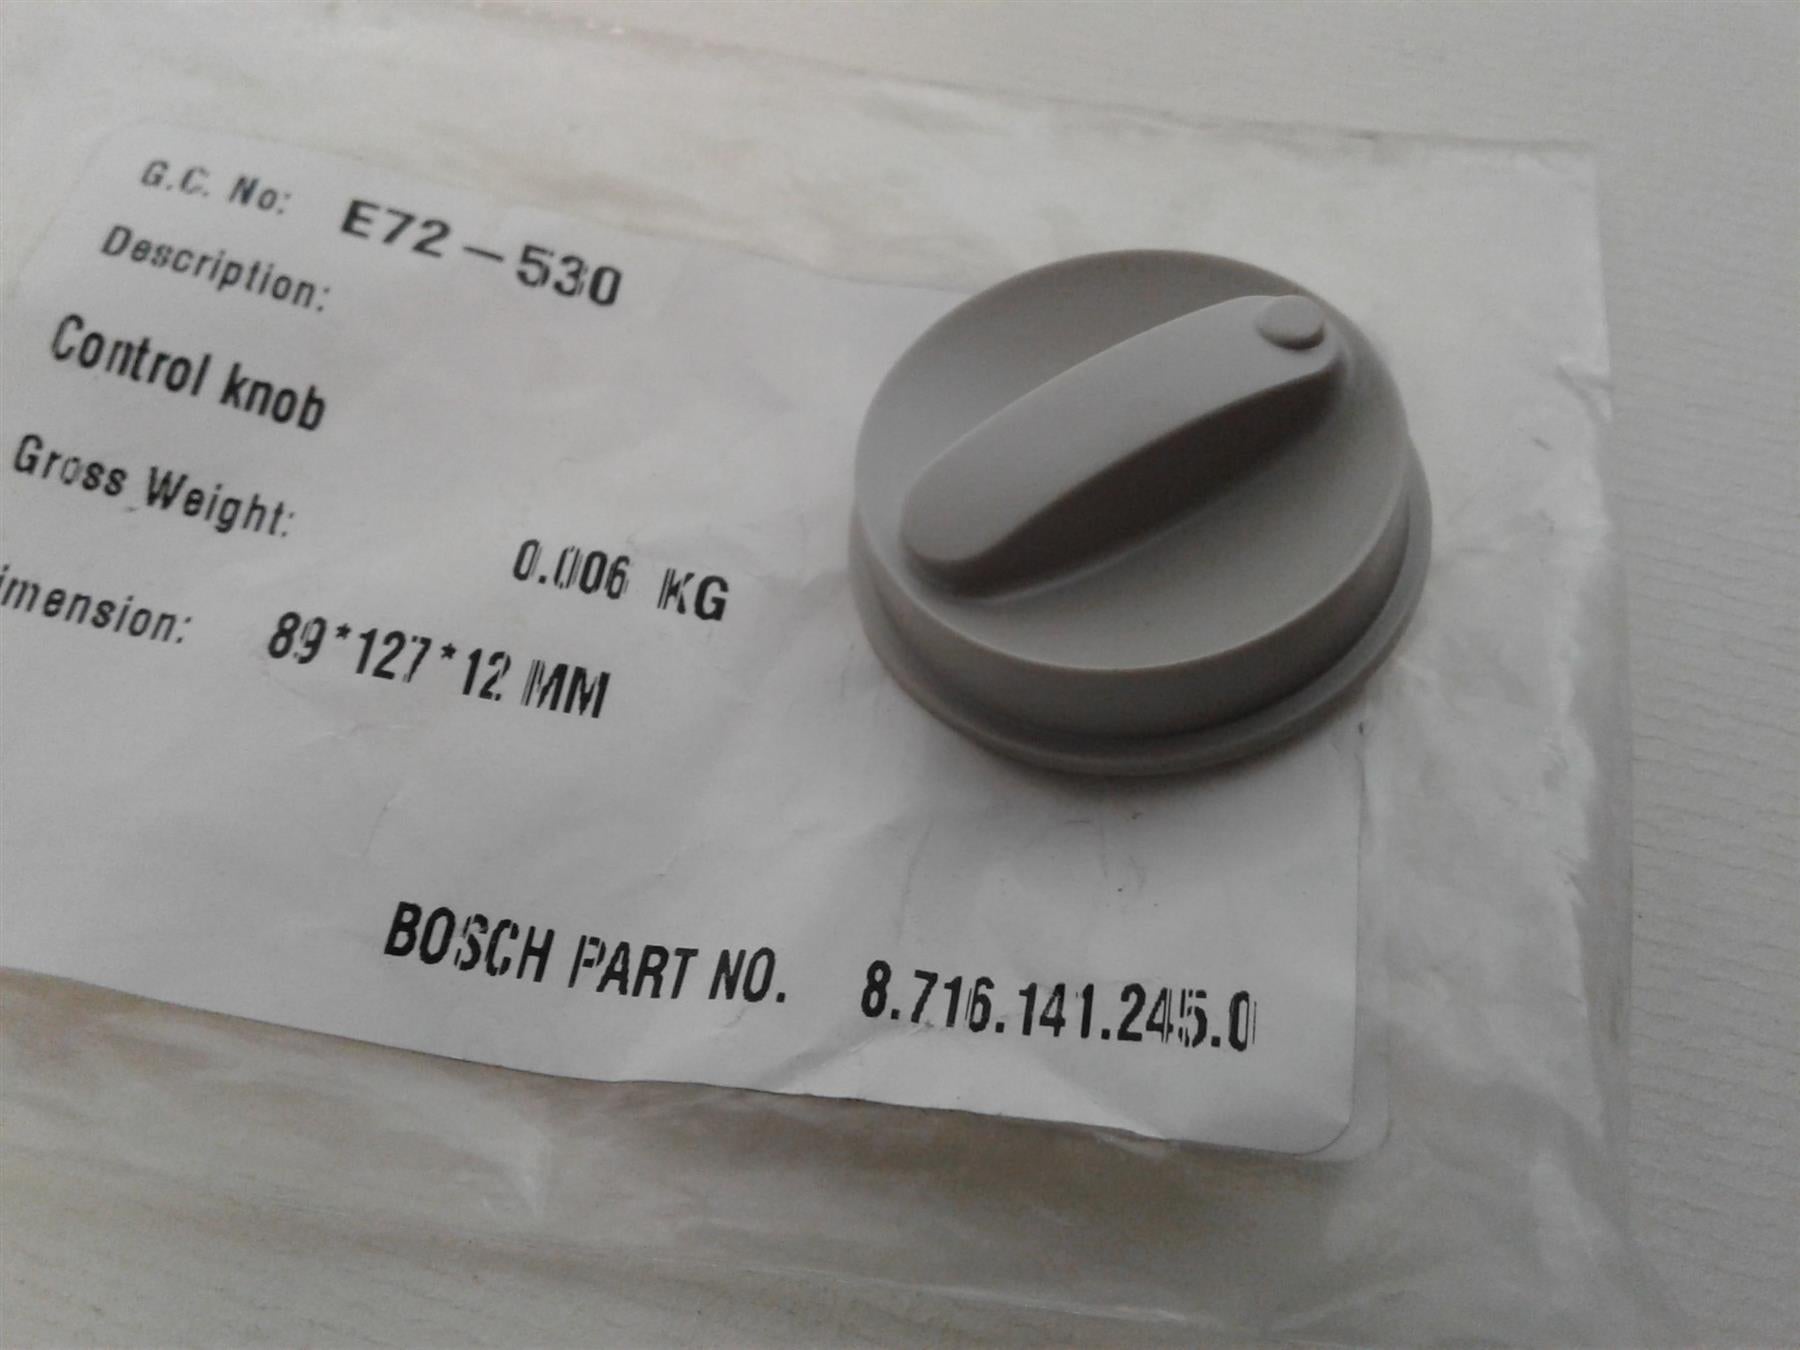 G.C. No: E72-530
Description:
Control knob
Gross Weight:
0.006 KG
imension: 89*127*12 MM
BOSCH PART NO. 8.716.141.245.0